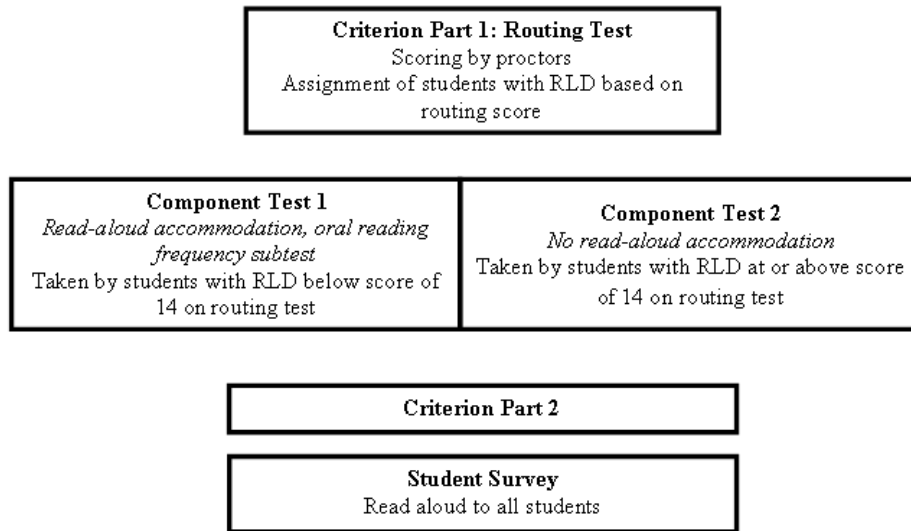 Criterion Part 1: Routing Test
Scoring by proctors
Assignment of students with RLD based on
routing score
Component Test 1
Read-aloud accommodation, oral reading
frequency subtest
Taken by students with RLD below score of
14 on routing test
Component Test 2
No read-aloud accommodation
Taken by students with RLD at or above score
of 14 on routing test
Criterion Part 2
Student Survey
Read aloud to all students